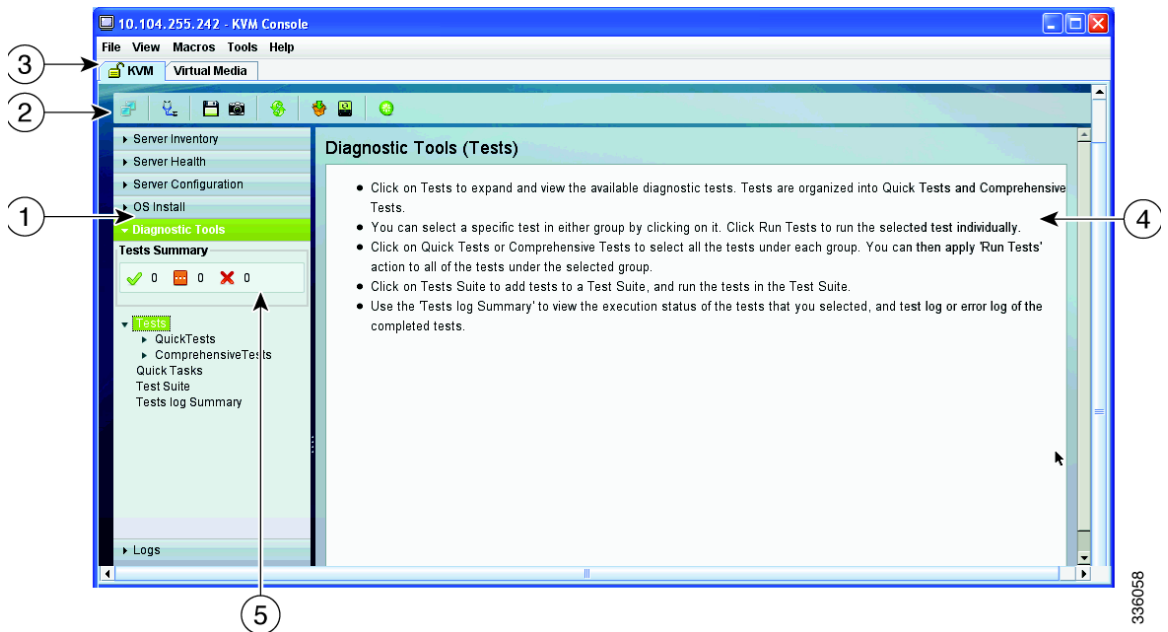 10.104.255.242 - KVM Console
File View Macros Tools Help
3
KVM Virtual Media
2
Server Inventory
Server Health
Server Configuration
OS Install
1
Diagnostic Tools
Tests Summary
0 0 0
Tests
QuickTests
ComprehensiveTests
Quick Tasks
Test Suite
Tests log Summary
Logs
Diagnostic Tools (Tests)
• Click on Tests to expand and view the available diagnostic tests. Tests are organized into Quick Tests and Comprehensive
Tests.
• You can select a specific test in either group by clicking on it. Click Run Tests to run the selected test individually.
• Click on Quick Tests or Comprehensive Tests to select all the tests under each group. You can then apply 'Run Tests'
action to all of the tests under the selected group.
• Click on Tests Suite to add tests to a Test Suite, and run the tests in the Test Suite.
• Use the 'Tests log Summary' to view the execution status of the tests that you selected, and test log or error log of the
completed tests.
4
5
336058